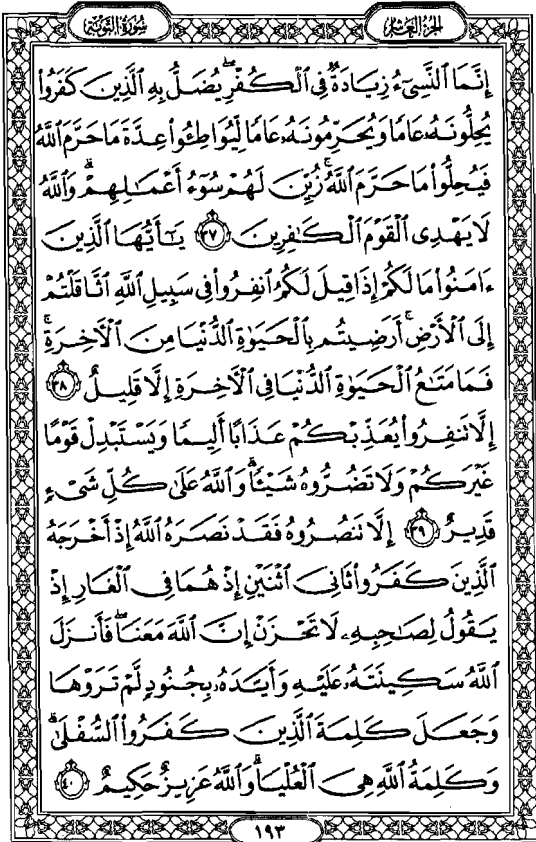 سُورَةُ التَّوْبَةِ
الجُزءُ العَاشِرُ
إِنَّمَا ٱلنَّسِىٓءُ زِيَادَةٌ فِى ٱلْكُفْرِ ۖ يُضَلُّ بِهِ ٱلَّذِينَ كَفَرُوا۟
يُحِلُّونَهُۥ عَامًا وَيُحَرِّمُونَهُۥ عَامًا لِّيُوَاطِـُٔوا۟ عِدَّةَ مَا حَرَّمَ ٱللَّهُ
فَيُحِلُّوا۟ مَا حَرَّمَ ٱللَّهُ ۚ زُيِّنَ لَهُمْ سُوٓءُ أَعْمَـٰلِهِمْ ۗ وَٱللَّهُ
لَا يَهْدِى ٱلْقَوْمَ ٱلْكَـٰفِرِينَ ٣٧ يَـٰٓأَيُّهَا ٱلَّذِينَ
ءَامَنُوا۟ مَا لَكُمْ إِذَا قِيلَ لَكُمُ ٱنفِرُوا۟ فِى سَبِيلِ ٱللَّهِ ٱثَّاقَلْتُمْ
إِلَى ٱلْأَرْضِ ۚ أَرَضِيتُم بِٱلْحَيَوٰةِ ٱلدُّنْيَا مِنَ ٱلْـَٔاخِرَةِ ۚ
فَمَا مَتَـٰعُ ٱلْحَيَوٰةِ ٱلدُّنْيَا فِى ٱلْـَٔاخِرَةِ إِلَّا قَلِيلٌ ٣٨
إِلَّا تَنفِرُوا۟ يُعَذِّبْكُمْ عَذَابًا أَلِيمًا وَيَسْتَبْدِلْ قَوْمًا
غَيْرَكُمْ وَلَا تَضُرُّوهُ شَيْـًٔا ۗ وَٱللَّهُ عَلَىٰ كُلِّ شَىْءٍ
قَدِيرٌ ٣٩ إِلَّا تَنصُرُوهُ فَقَدْ نَصَرَهُ ٱللَّهُ إِذْ أَخْرَجَهُ
ٱلَّذِينَ كَفَرُوا۟ ثَانِىَ ٱثْنَيْنِ إِذْ هُمَا فِى ٱلْغَارِ إِذْ
يَقُولُ لِصَـٰحِبِهِۦ لَا تَحْزَنْ إِنَّ ٱللَّهَ مَعَنَا ۖ فَأَنزَلَ
ٱللَّهُ سَكِينَتَهُۥ عَلَيْهِ وَأَيَّدَهُۥ بِجُنُودٍ لَّمْ تَرَوْهَا
وَجَعَلَ كَلِمَةَ ٱلَّذِينَ كَفَرُوا۟ ٱلسُّفْلَىٰ ۗ
وَكَلِمَةُ ٱللَّهِ هِىَ ٱلْعُلْيَا ۗ وَٱللَّهُ عَزِيزٌ حَكِيمٌ ٤٠
١٩٣